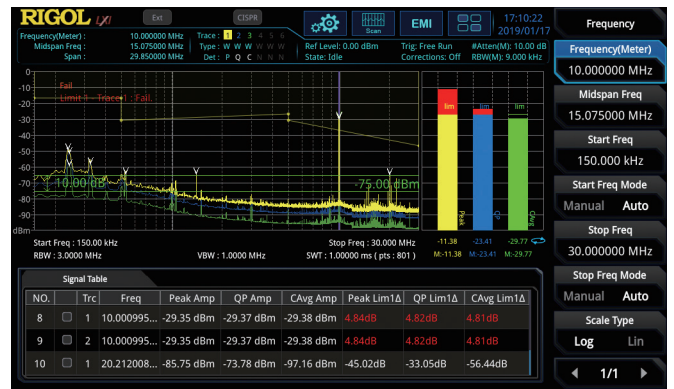 RIGOL LXI Ext CISPR Scan EMI 17:10:22 2019/01/17
Frequency(Meter) : 10.000000 MHz Trace : 1 2 3 4 5 6
Midspan Freq : 15.075000 MHz Type : W W W W W W Ref Level: 0.00 dBm Trig: Free Run #Atten(M): 10.00 dB
Span : 29.850000 MHz Det : P Q C N N N State: Idle Corrections: Off RBW(M): 9.000 kHz
0
-10
-20
-30
-40
-50
-60
-70
-80
-90
dBm
Fail
Limit 1 - Trace 1 : Fail.
10.00 dB
-75.00 dBm
lim lim lim
Peak QP CAvg
Start Freq : 150.00 kHz Stop Freq : 30.000 MHz -11.38 -23.41 -29.77
RBW : 3.0000 MHz VBW : 1.0000 MHz SWT : 1.00000 ms ( pts : 801 ) M:-11.38 M:-23.41 M:-29.77
Signal Table
NO. Trc Freq Peak Amp QP Amp CAvg Amp Peak Lim1Δ QP Lim1Δ CAvg Lim1Δ
8 1 10.000995... -29.35 dBm -29.37 dBm -29.38 dBm 4.84dB 4.82dB 4.81dB
9 2 10.000995... -29.35 dBm -29.37 dBm -29.38 dBm 4.84dB 4.82dB 4.81dB
10 1 20.212008... -85.75 dBm -73.78 dBm -97.16 dBm -45.02dB -33.05dB -56.44dB
Frequency
Frequency(Meter)
10.000000 MHz
Midspan Freq
15.075000 MHz
Start Freq
150.000 kHz
Start Freq Mode
Manual Auto
Stop Freq
30.000000 MHz
Stop Freq Mode
Manual Auto
Scale Type
Log Lin
1/1